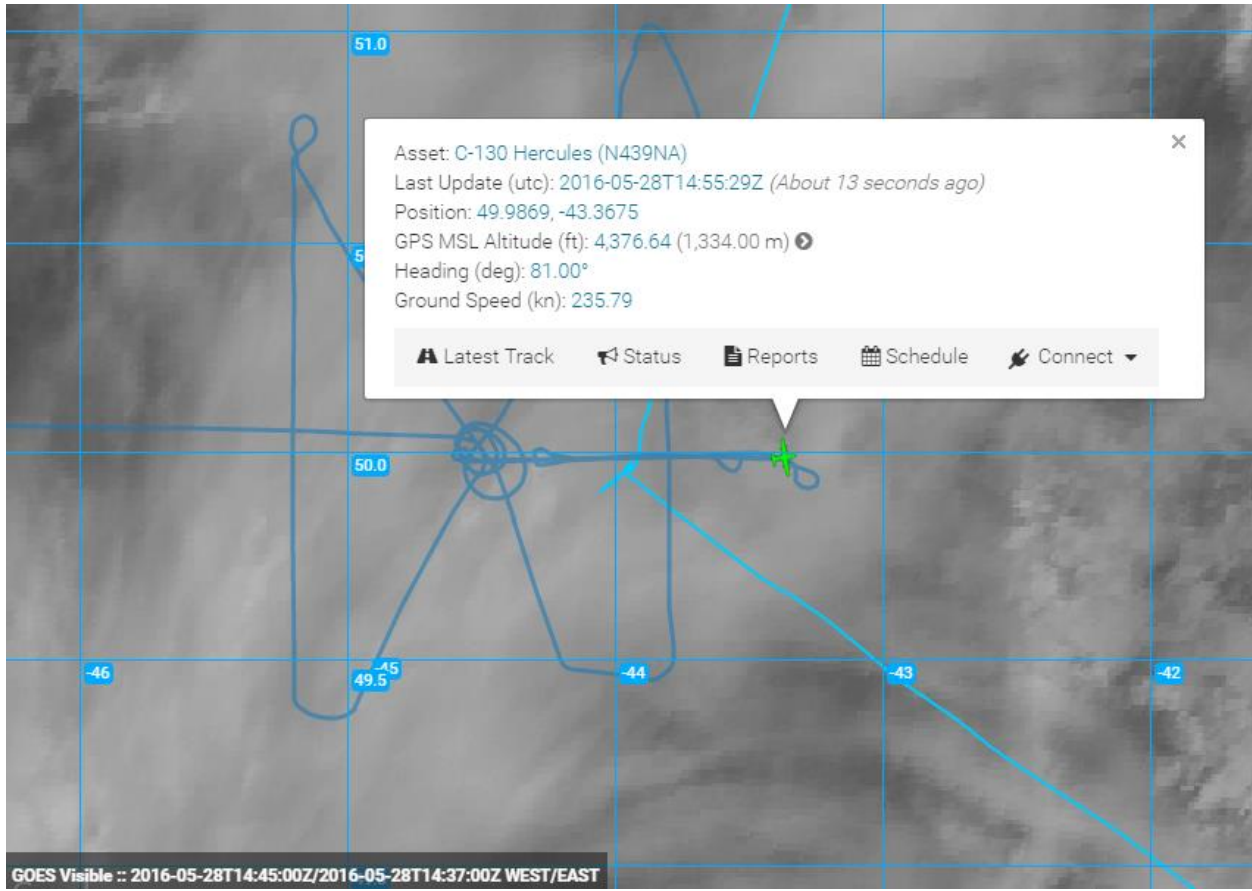 51.0
Asset: C-130 Hercules (N439NA)
Last Update (utc): 2016-05-28T14:55:29Z (About 13 seconds ago)
Position: 49.9869, -43.3675
GPS MSL Altitude (ft): 4,376.64 (1,334.00 m)
Heading (deg): 81.00°
Ground Speed (kn): 235.79
Latest Track Status Reports Schedule Connect
50.0
-46 -45 -44 -43 -42
49.5
GOES Visible :: 2016-05-28T14:45:00Z/2016-05-28T14:37:00Z WEST/EAST